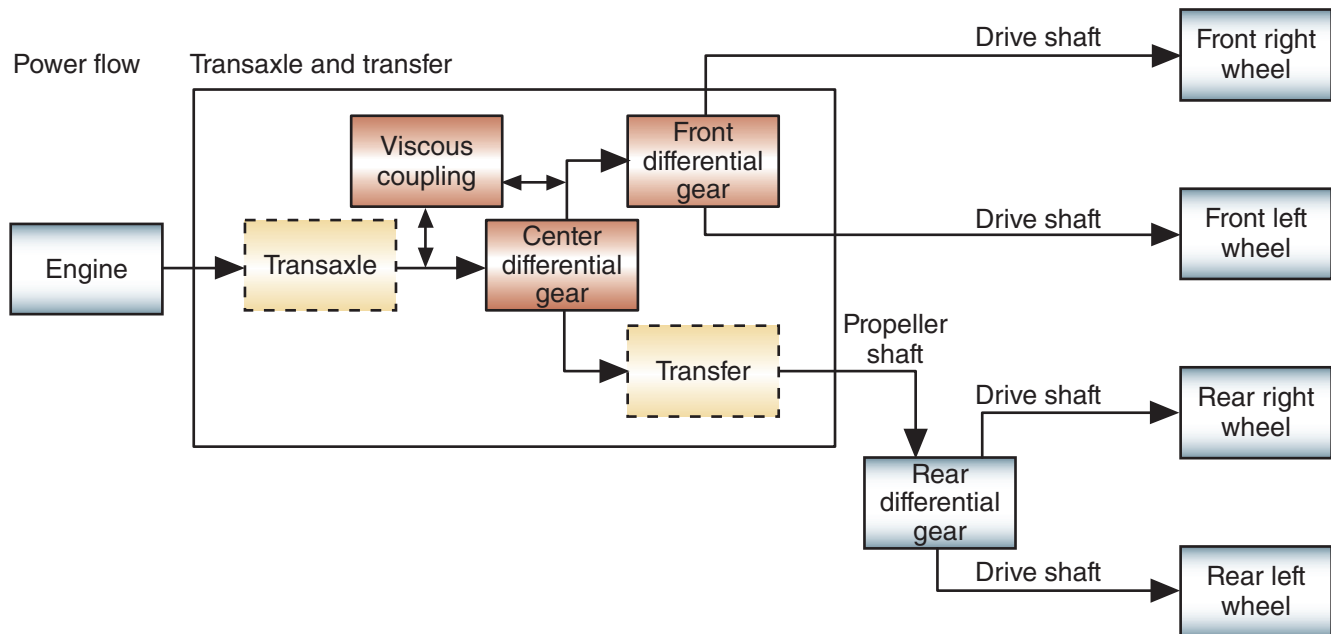 Power flow
Transaxle and transfer
Drive shaft
Front right
wheel
Viscous
coupling
Front
differential
gear
Drive shaft
Front left
wheel
Engine
Transaxle
Center
differential
gear
Transfer
Propeller
shaft
Drive shaft
Rear right
wheel
Rear
differential
gear
Drive shaft
Rear left
wheel